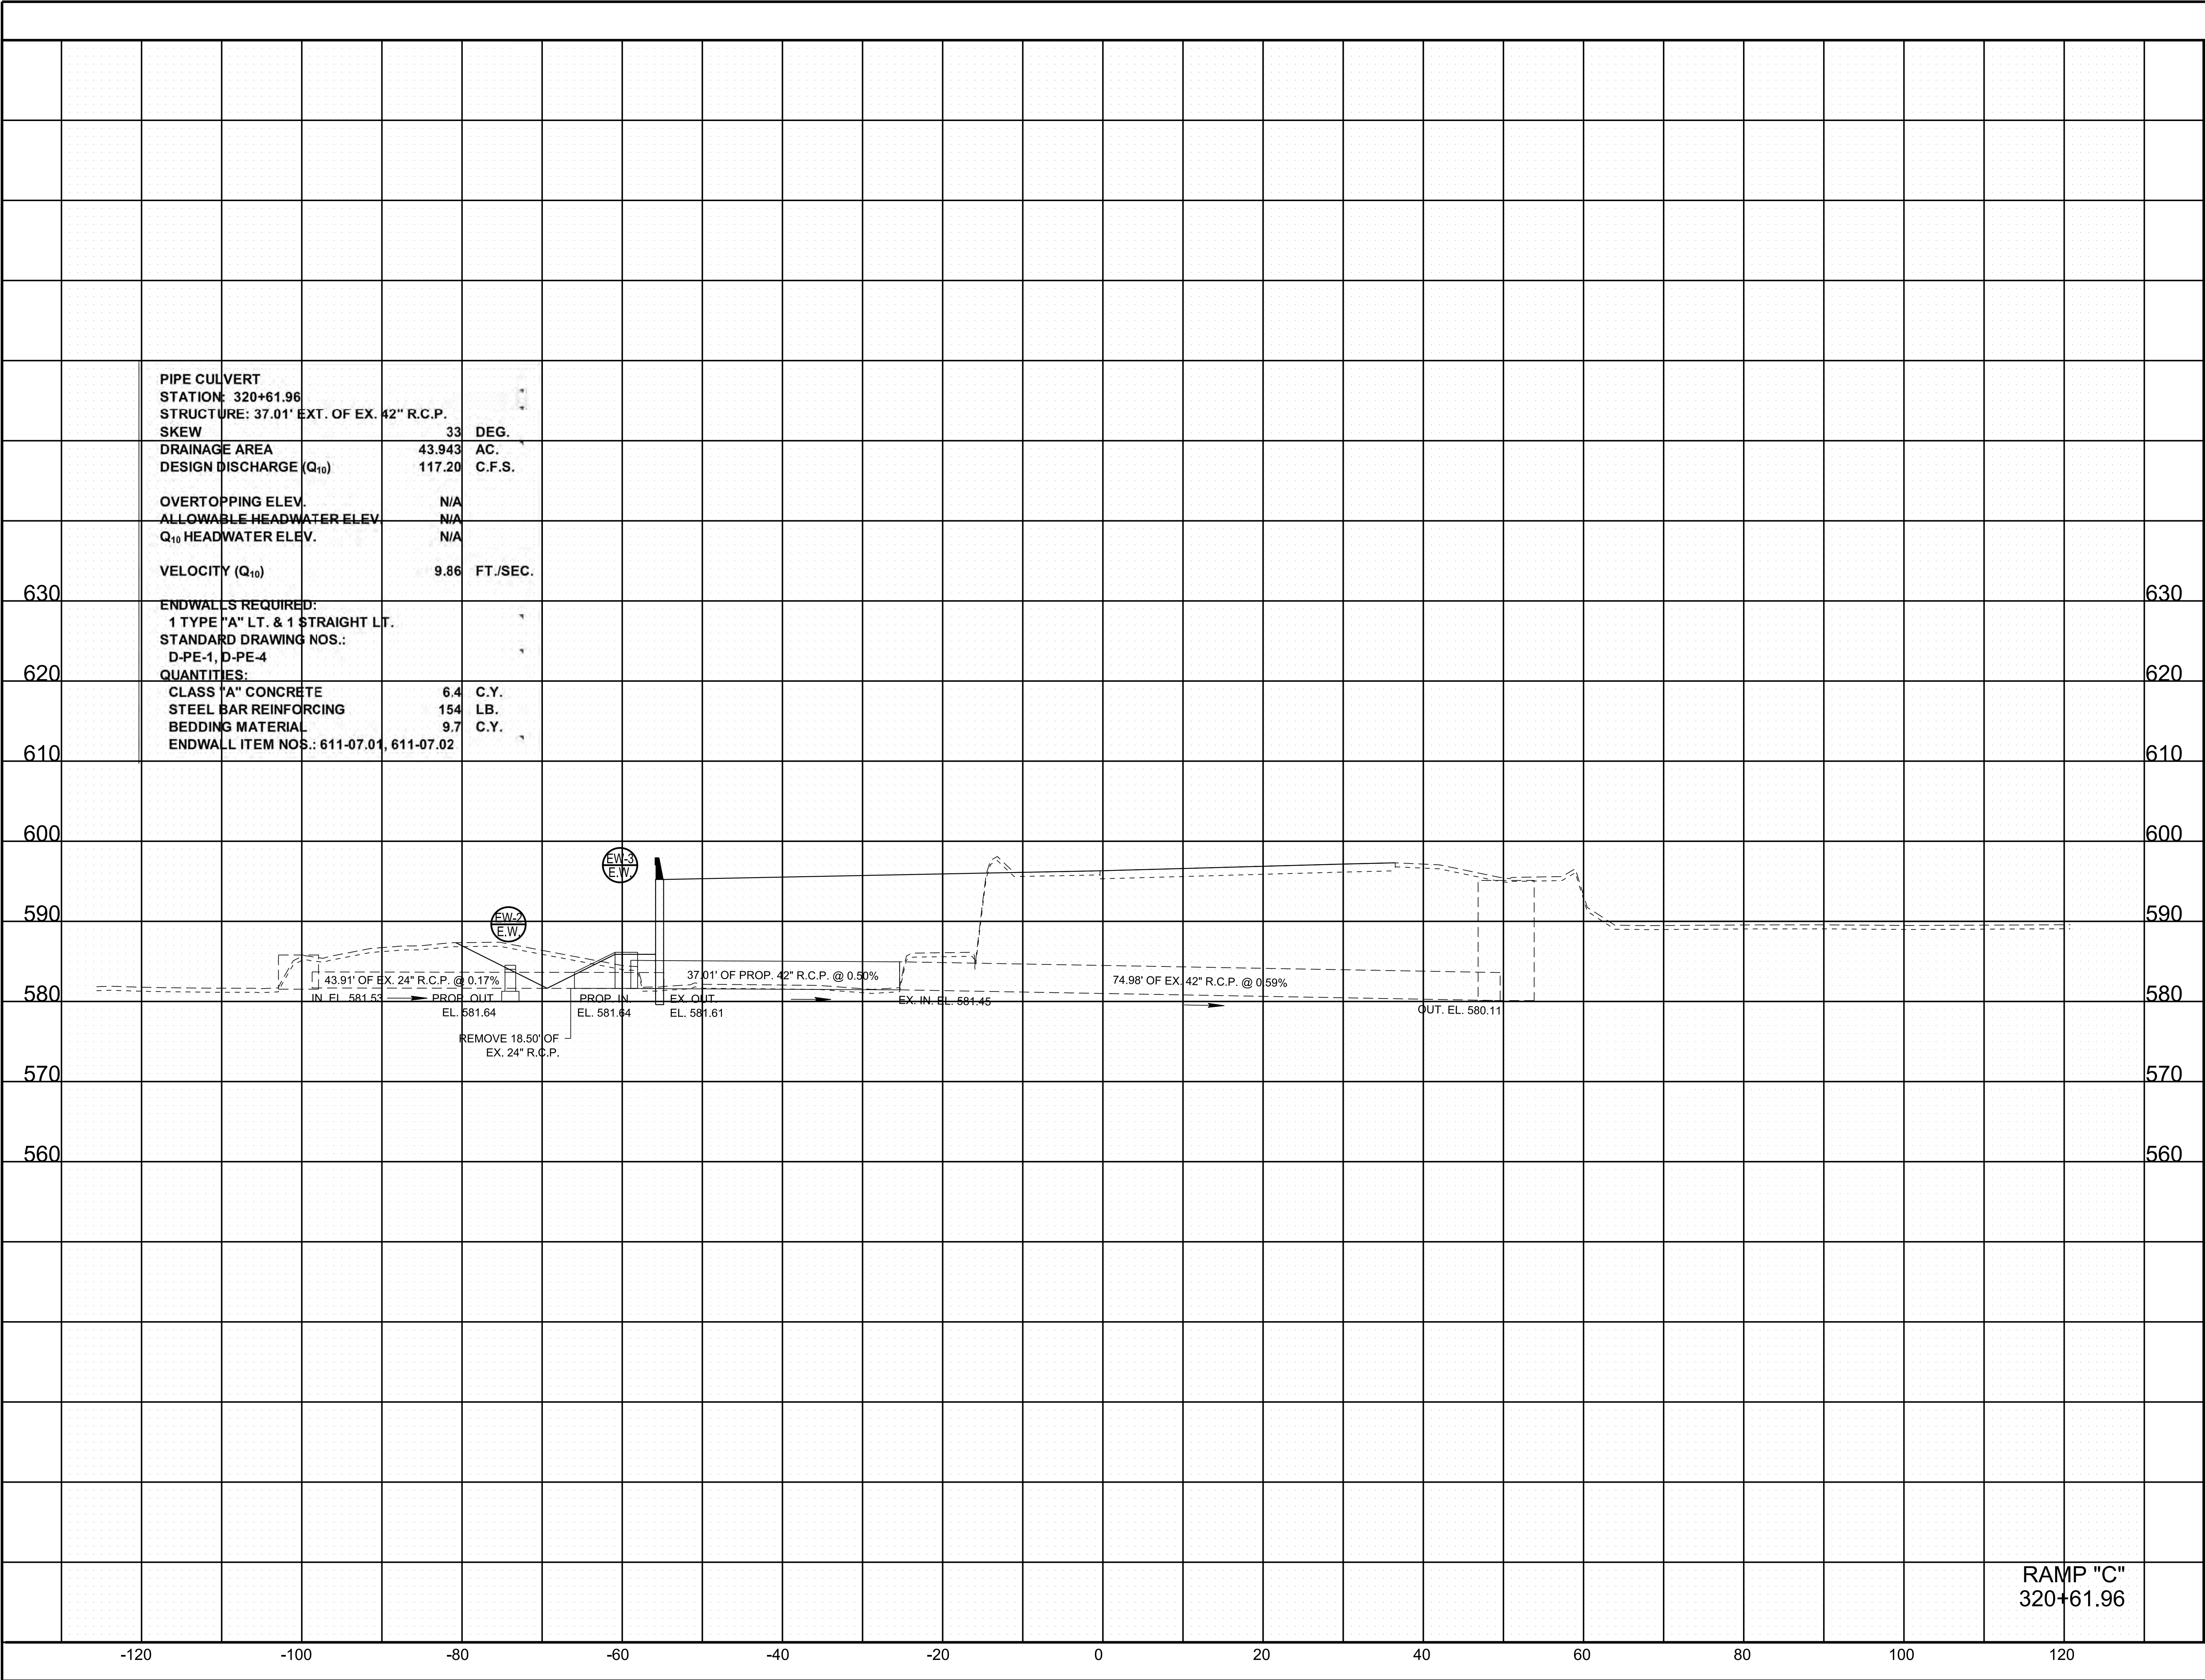 PIPE CULVERT
STATION: 320+61.96
STRUCTURE: 37.01' EXT. OF EX. 42" R.C.P.
SKEW 33 DEG.
DRAINAGE AREA 43.943 AC.
DESIGN DISCHARGE (Q₁₀) 117.20 C.F.S.
OVERTOPPING ELEV. N/A
ALLOWABLE HEADWATER ELEV. N/A
Q₁₀ HEADWATER ELEV. N/A
VELOCITY (Q₁₀) 9.86 FT./SEC.
ENDWALLS REQUIRED:
1 TYPE "A" LT. & 1 STRAIGHT LT.
STANDARD DRAWING NOS.:
D-PE-1, D-PE-4
QUANTITIES:
CLASS "A" CONCRETE 6.4 C.Y.
STEEL BAR REINFORCING 154 LB.
BEDDING MATERIAL 9.7 C.Y.
ENDWALL ITEM NOS.: 611-07.01, 611-07.02
630 630
620 620
610 610
600 600
EW-3
E.W.
590 590
EW-2
E.W.
37.01' OF PROP. 42" R.C.P. @ 0.50%
43.91' OF EX. 24" R.C.P. @ 0.17%
74.98' OF EX. 42" R.C.P. @ 0.59%
580 580
IN. EL. 581.53
PROP. OUT.
EL. 581.64
PROP. IN.
EL. 581.64
EX. OUT.
EL. 581.61
EX. IN. EL. 581.45
OUT. EL. 580.11
REMOVE 18.50' OF
EX. 24" R.C.P.
570 570
560 560
RAMP "C"
320+61.96
-120 -100 -80 -60 -40 -20 0 20 40 60 80 100 120